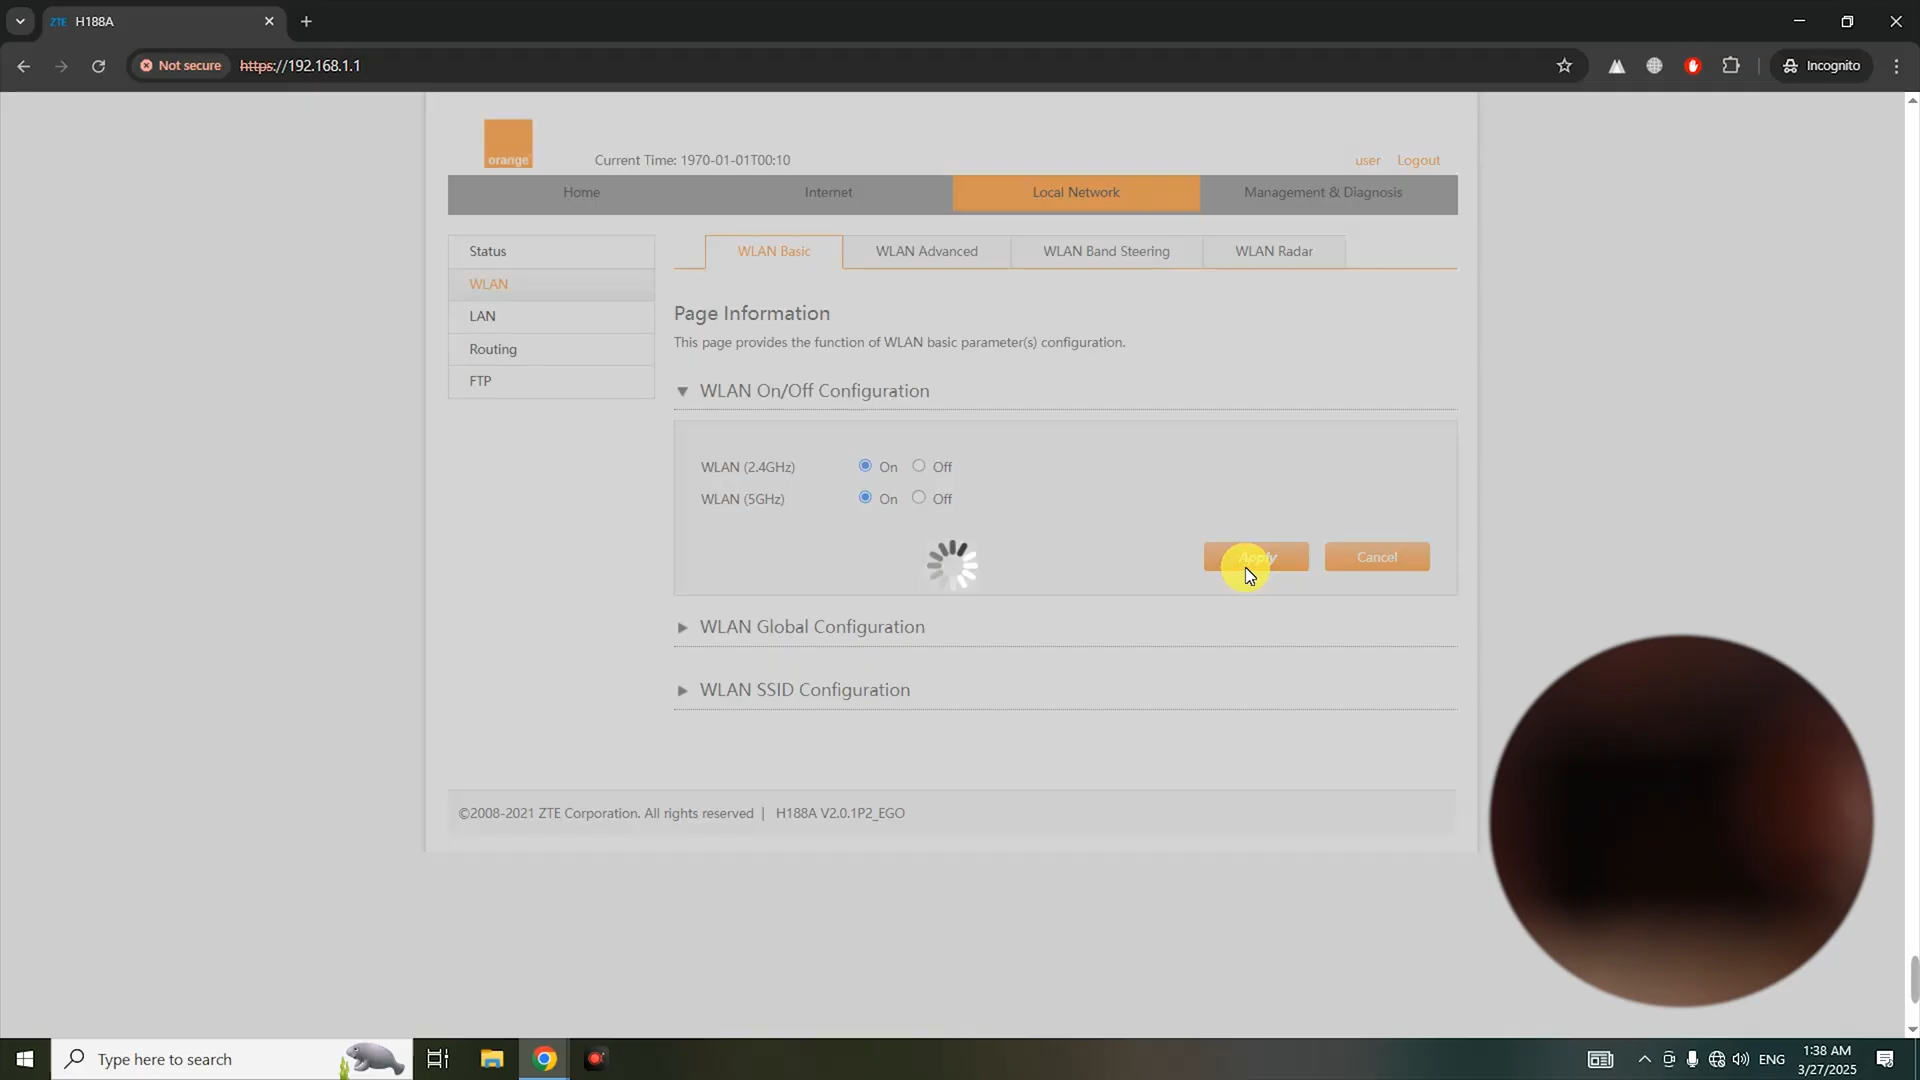 ZTE H188A
Not secure https://192.168.1.1
Incognito
orange
Current Time: 1970-01-01T00:10
user Logout
Home Internet Local Network Management & Diagnosis
Status
WLAN
LAN
Routing
FTP
WLAN Basic WLAN Advanced WLAN Band Steering WLAN Radar
Page Information
This page provides the function of WLAN basic parameter(s) configuration.
WLAN On/Off Configuration
WLAN (2.4GHz) On Off
WLAN (5GHz) On Off
Apply Cancel
WLAN Global Configuration
WLAN SSID Configuration
©2008-2021 ZTE Corporation. All rights reserved | H188A V2.0.1P2_EGO
Type here to search
ENG
1:38 AM
3/27/2025